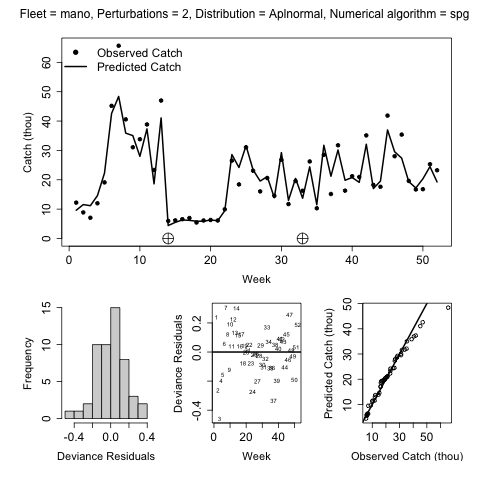 Fleet = mano, Perturbations = 2, Distribution = Aplnormal, Numerical algorithm = spg
Observed Catch
Predicted Catch
Catch (thou)
0 10 20 30 40 50 60
0 10 20 30 40 50
Week
Frequency
0 5 10 15
-0.4 0.0 0.4
Deviance Residuals
Deviance Residuals
-0.4 0.0 0.2
0 20 40
Week
Predicted Catch (thou)
10 20 30 40 50
10 30 50
Observed Catch (thou)